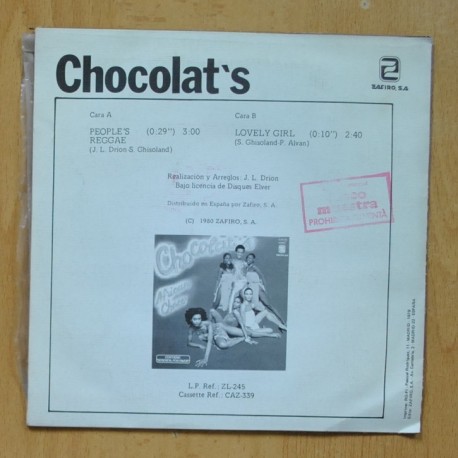 Chocolat`s
ZAFIRO, S.A.
Cara A
PEOPLE'S (0:29") 3:00
REGGAE
(J. L. Drion-S. Ghisoland)
Cara B
LOVELY GIRL (0:10") 2:40
(S. Ghisoland-P. Alvan)
Realización y Arreglos: J. L. Drion
Bajo licencia de Disques Elver
Distribuido en España por Zafiro, S. A.
(C) 1980 ZAFIRO, S. A.
disco
muestra
PROHIBIDA
Chocolat's
L.P. Ref.: ZL-245
Cassette Ref.: CAZ-339